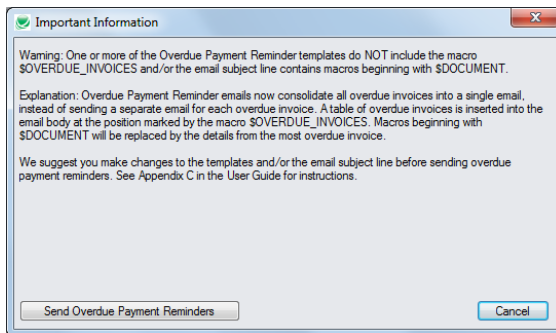 Important Information
Warning: One or more of the Overdue Payment Reminder templates do NOT include the macro
$OVERDUE_INVOICES and/or the email subject line contains macros beginning with $DOCUMENT.
Explanation: Overdue Payment Reminder emails now consolidate all overdue invoices into a single email,
instead of sending a separate email for each overdue invoice. A table of overdue invoices is inserted into the
email body at the position marked by the macro $OVERDUE_INVOICES. Macros beginning with
$DOCUMENT will be replaced by the details from the most overdue invoice.
We suggest you make changes to the templates and/or the email subject line before sending overdue
payment reminders. See Appendix C in the User Guide for instructions.
Send Overdue Payment Reminders
Cancel